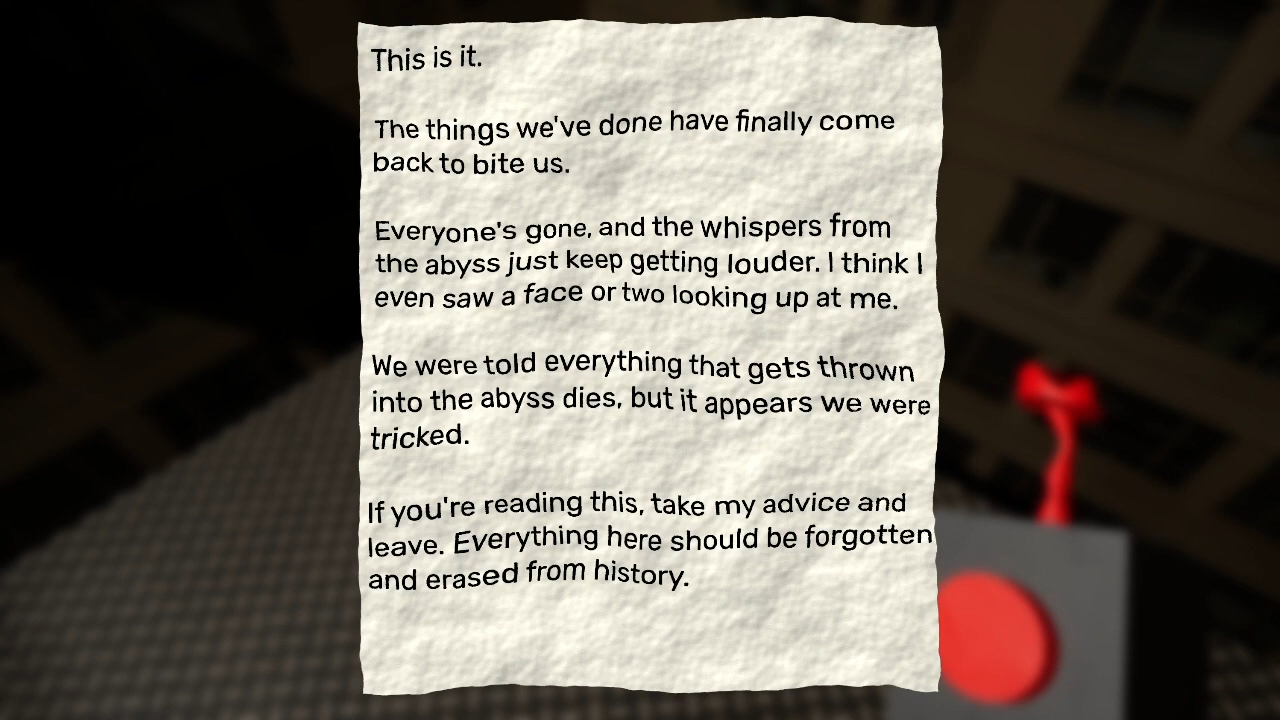 This is it.
The things we've done have finally come
back to bite us.
Everyone's gone, and the whispers from
the abyss just keep getting louder. I think I
even saw a face or two looking up at me.
We were told everything that gets thrown
into the abyss dies, but it appears we were
tricked.
If you're reading this, take my advice and
leave. Everything here should be forgotten
and erased from history.